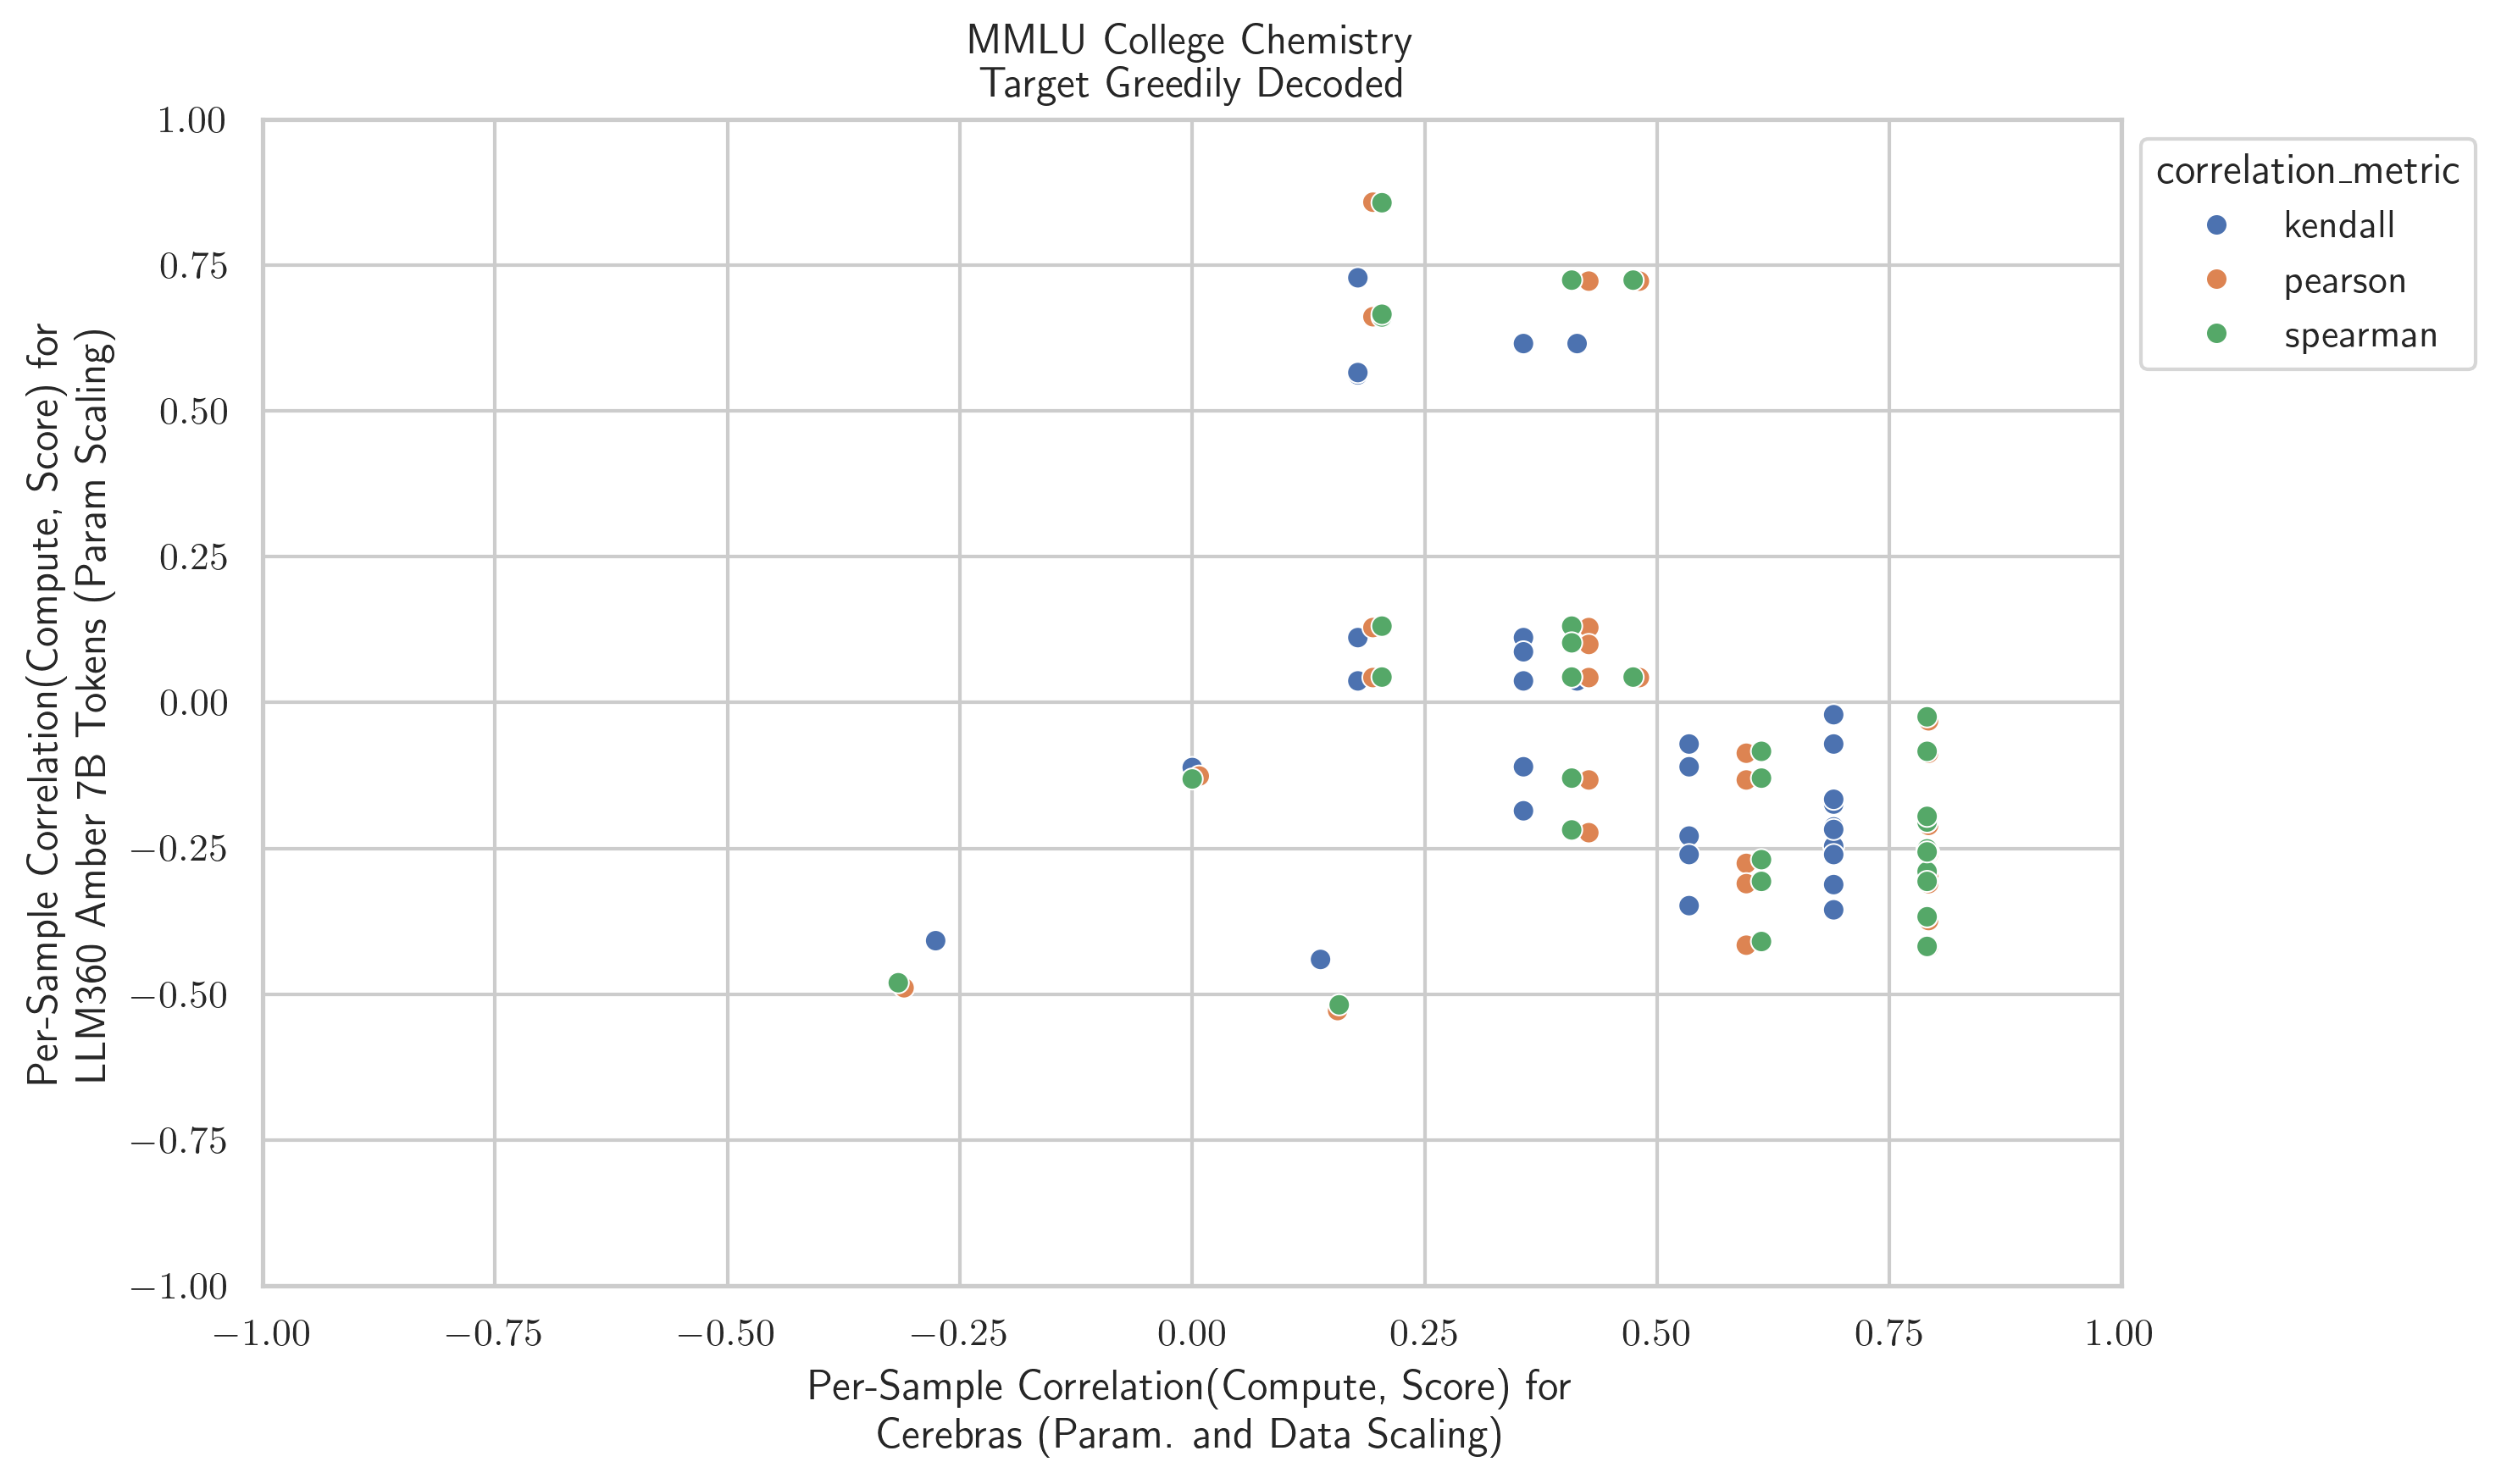 MMLU College Chemistry
Target Greedily Decoded
Per-Sample Correlation(Compute, Score) for
LLM360 Amber 7B Tokens (Param Scaling)
1.00
0.75
0.50
0.25
0.00
−0.25
−0.50
−0.75
−1.00
−1.00 −0.75 −0.50 −0.25 0.00 0.25 0.50 0.75 1.00
Per-Sample Correlation(Compute, Score) for
Cerebras (Param. and Data Scaling)
correlation_metric
kendall
pearson
spearman